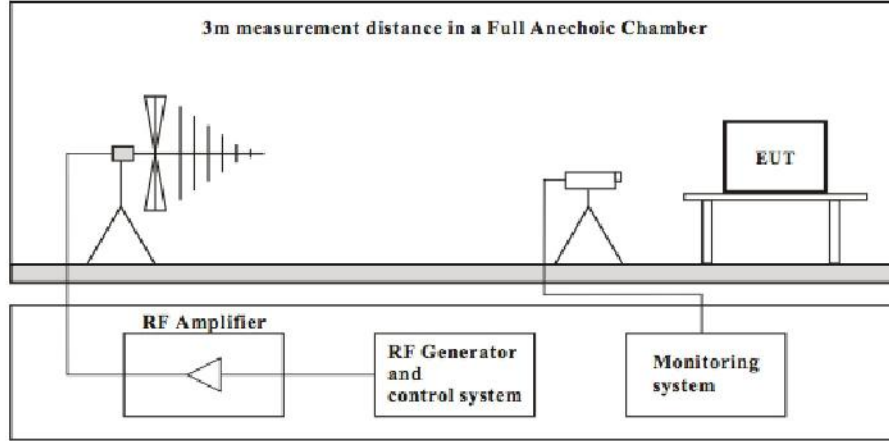 3m measurement distance in a Full Anechoic Chamber
EUT
RF Amplifier
RF Generator
and
control system
Monitoring
system